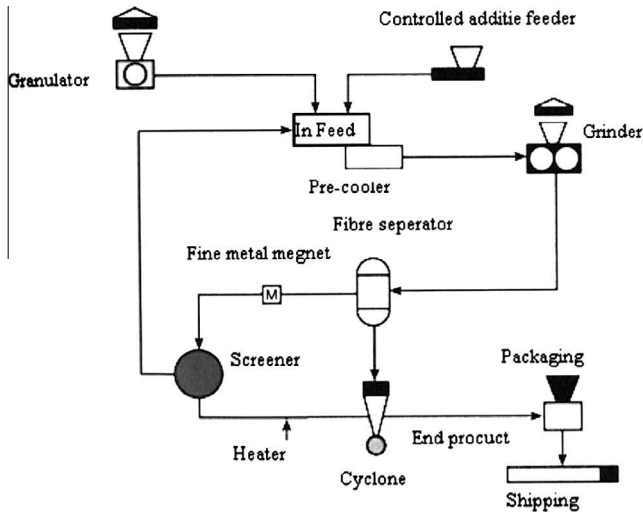 Controlled additie feeder
Granulator
In Feed
Grinder
Pre-cooler
Fibre seperator
Fine metal megnet
M
Screener
Packaging
Heater
End procuct
Cyclone
Shipping